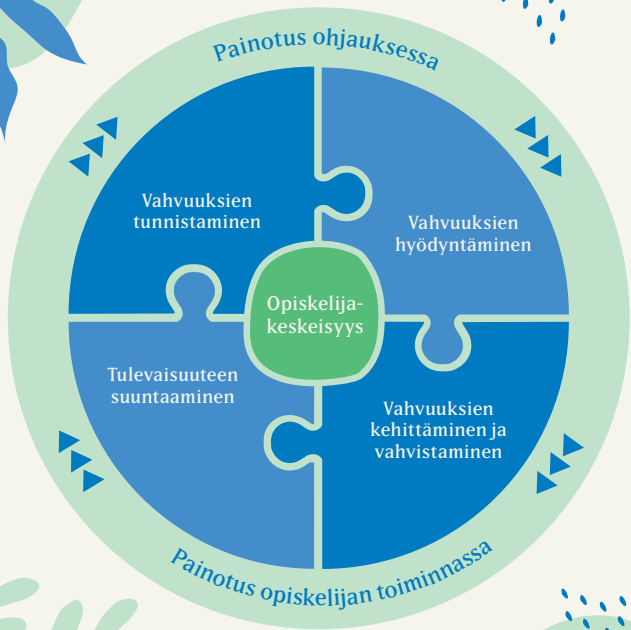 Painotus ohjauksessa
Vahvuuksien
tunnistaminen
Vahvuuksien
hyödyntäminen
Opiskelija-
keskeisyys
Tulevaisuuteen
suuntaaminen
Vahvuuksien
kehittäminen ja
vahvistaminen
Painotus opiskelijan toiminnassa